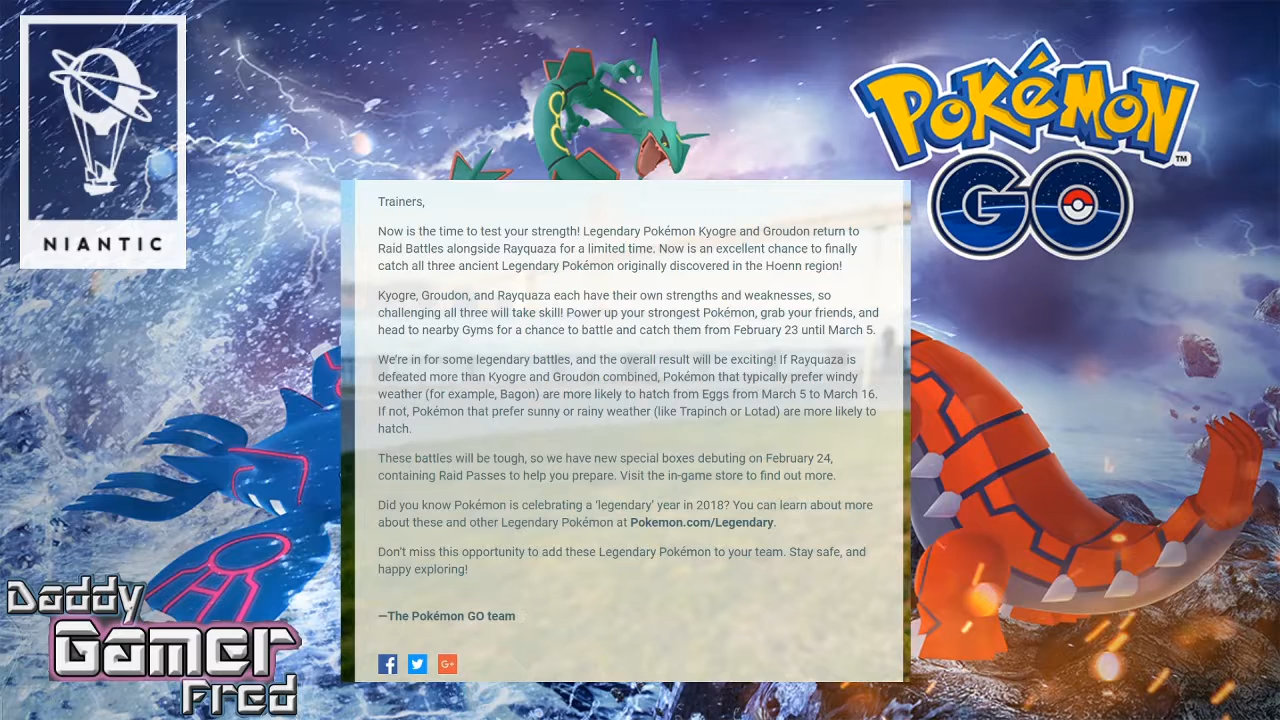 NIANTIC
POKéMON
GO
TM
Trainers,
Now is the time to test your strength! Legendary Pokémon Kyogre and Groudon return to
Raid Battles alongside Rayquaza for a limited time. Now is an excellent chance to finally
catch all three ancient Legendary Pokémon originally discovered in the Hoenn region!
Kyogre, Groudon, and Rayquaza each have their own strengths and weaknesses, so
challenging all three will take skill! Power up your strongest Pokémon, grab your friends, and
head to nearby Gyms for a chance to battle and catch them from February 23 until March 5.
We're in for some legendary battles, and the overall result will be exciting! If Rayquaza is
defeated more than Kyogre and Groudon combined, Pokémon that typically prefer windy
weather (for example, Bagon) are more likely to hatch from Eggs from March 5 to March 16.
If not, Pokémon that prefer sunny or rainy weather (like Trapinch or Lotad) are more likely to
hatch.
These battles will be tough, so we have new special boxes debuting on February 24,
containing Raid Passes to help you prepare. Visit the in-game store to find out more.
Did you know Pokémon is celebrating a ‘legendary’ year in 2018? You can learn about more
about these and other Legendary Pokémon at Pokemon.com/Legendary.
Don't miss this opportunity to add these Legendary Pokémon to your team. Stay safe, and
happy exploring!
—The Pokémon GO team
G+
Daddy
Gamer
Fred